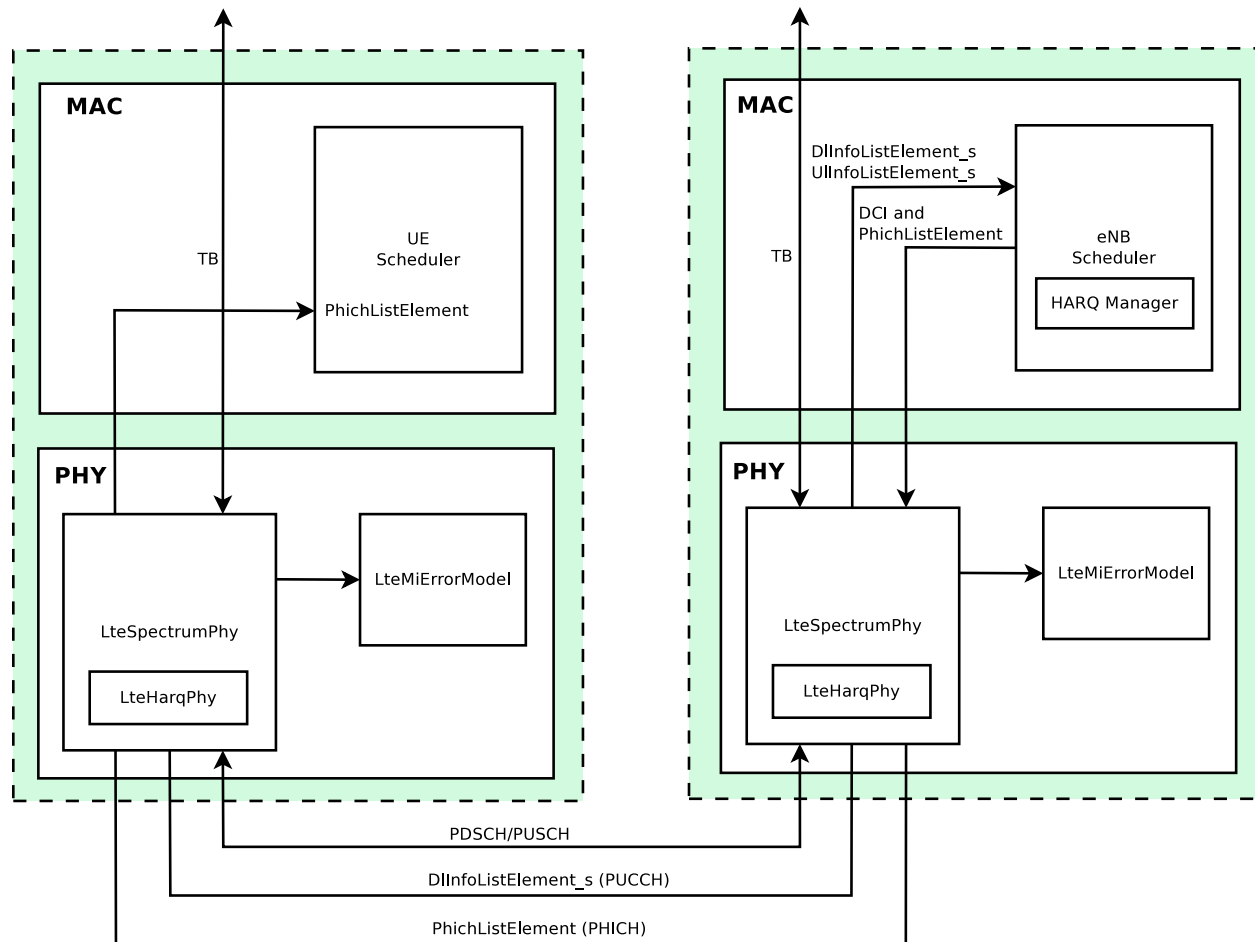 MAC
UE
Scheduler
TB
PhichListElement
PHY
LteMiErrorModel
LteSpectrumPhy
LteHarqPhy
MAC
DlInfoListElement_s
UlInfoListElement_s
DCI and
PhichListElement
eNB
Scheduler
TB
HARQ Manager
PHY
LteMiErrorModel
LteSpectrumPhy
LteHarqPhy
PDSCH/PUSCH
DlInfoListElement_s (PUCCH)
PhichListElement (PHICH)